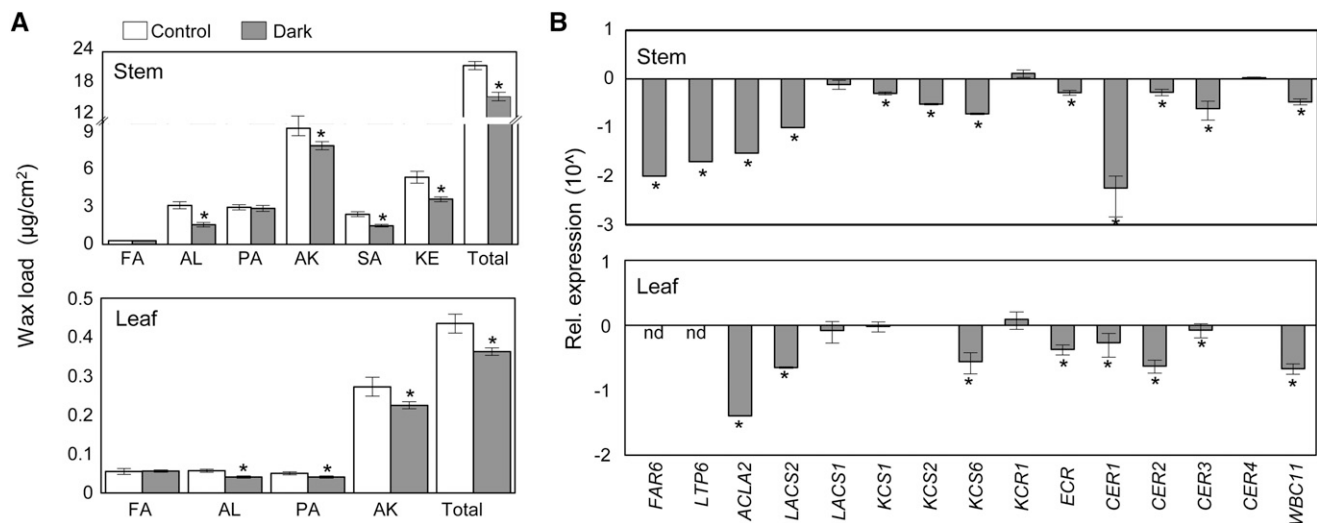 A
Control Dark
Wax load (µg/cm2)
24
18
12
9
6
3
0
Stem
*
*
*
*
*
FA AL PA AK SA KE Total
0.5
0.4
0.3
0.2
0.1
0
Leaf
*
*
*
*
FA AL PA AK Total
B
Rel. expression (10^)
1
0
-1
-2
-3
Stem
* * * * * * * * * * * *
1
0
-1
-2
Leaf
nd nd
* * * * * * * *
FAR6 LTP6 ACLA2 LACS2 LACS1 KCS1 KCS2 KCS6 KCR1 ECR CER1 CER2 CER3 CER4 WBC11